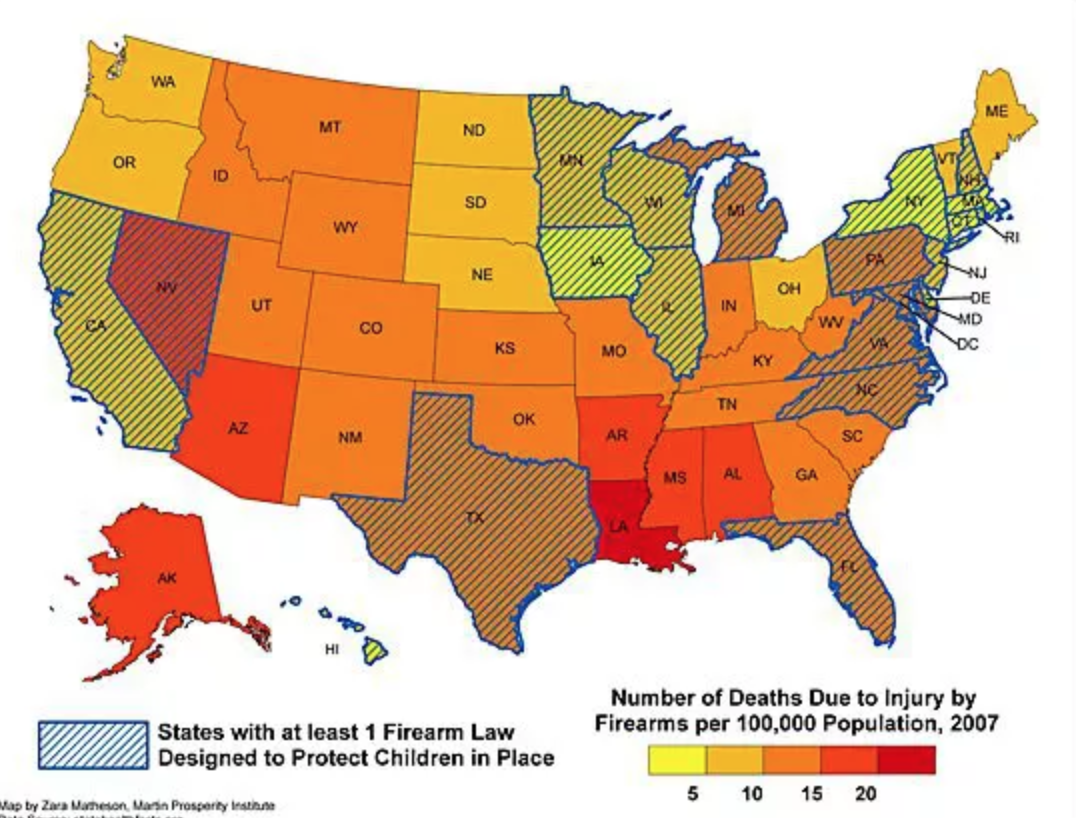 WA
OR
CA
NV
ID
MT
WY
UT
CO
AZ
NM
ND
SD
NE
KS
OK
TX
MN
IA
MO
AR
LA
WI
IL
MI
IN
OH
KY
TN
MS
AL
GA
FL
SC
NC
VA
WV
PA
NY
VT
NH
ME
MA
CT
RI
NJ
DE
MD
DC
AK
HI
Number of Deaths Due to Injury by
Firearms per 100,000 Population, 2007
5 10 15 20
States with at least 1 Firearm Law
Designed to Protect Children in Place
Map by Zara Matheson, Martin Prosperity Institute